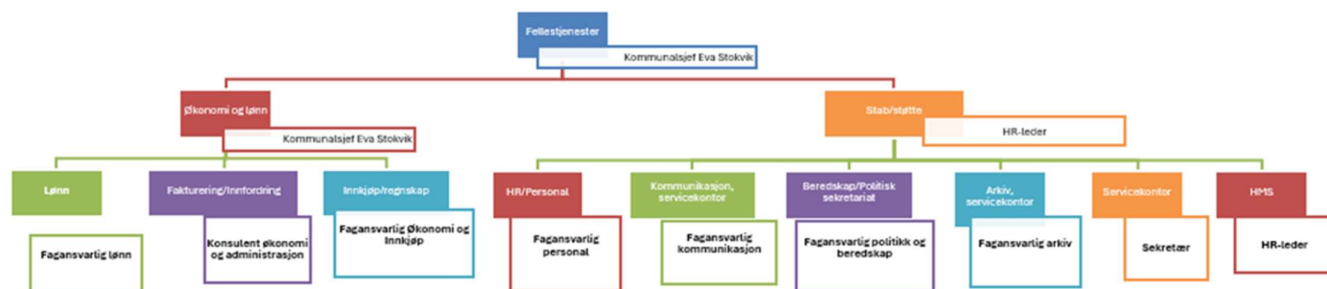 Fellestjenester
Kommunalsjef Eva Stokvik
Økonomi og lønn
Kommunalsjef Eva Stokvik
Stab/støtte
HR-leder
Lønn
Fagansvarlig lønn
Fakturering/Innfordring
Konsulent økonomi
og administrasjon
Innkjøp/regnskap
Fagansvarlig Økonomi og
Innkjøp
HR/Personal
Fagansvarlig
personal
Kommunikasjon,
servicekontor
Fagansvarlig
kommunikasjon
Beredskap/Politisk
sekretariat
Fagansvarlig politikk og
beredskap
Arkiv,
servicekontor
Fagansvarlig arkiv
Servicekontor
Sekretær
HMS
HR-leder